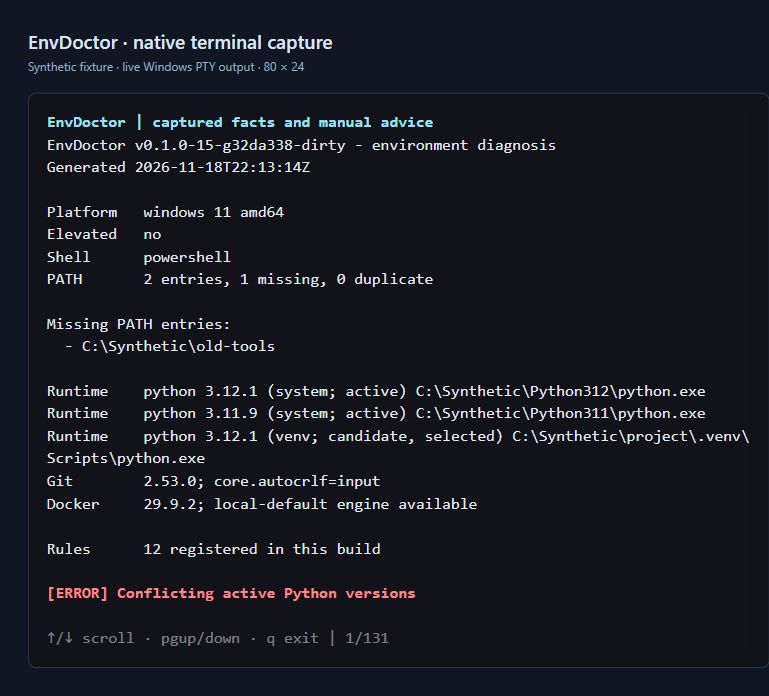 EnvDoctor · native terminal capture
Synthetic fixture · live Windows PTY output · 80 × 24
EnvDoctor | captured facts and manual advice
EnvDoctor v0.1.0-15-g32da338-dirty - environment diagnosis
Generated 2026-11-18T22:13:14Z
Platform   windows 11 amd64
Elevated   no
Shell      powershell
PATH       2 entries, 1 missing, 0 duplicate
Missing PATH entries:
  - C:\Synthetic\old-tools
Runtime    python 3.12.1 (system; active) C:\Synthetic\Python312\python.exe
Runtime    python 3.11.9 (system; active) C:\Synthetic\Python311\python.exe
Runtime    python 3.12.1 (venv; candidate, selected) C:\Synthetic\project\.venv\
Scripts\python.exe
Git        2.53.0; core.autocrlf=input
Docker     29.9.2; local-default engine available
Rules      12 registered in this build
[ERROR] Conflicting active Python versions
↑/↓ scroll · pgup/down · q exit | 1/131